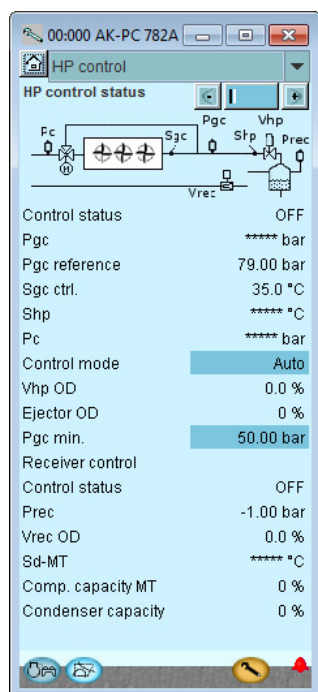 00:000 AK-PC 782A
HP control
HP control status
Pc
Sgc
Pgc
Shp
Vhp
Prec
M
Vrec
Control status OFF
Pgc ***** bar
Pgc reference 79.00 bar
Sgc ctrl. 35.0 °C
Shp ***** °C
Pc ***** bar
Control mode Auto
Vhp OD 0.0 %
Ejector OD 0 %
Pgc min. 50.00 bar
Receiver control
Control status OFF
Prec -1.00 bar
Vrec OD 0.0 %
Sd-MT ***** °C
Comp. capacity MT 0 %
Condenser capacity 0 %